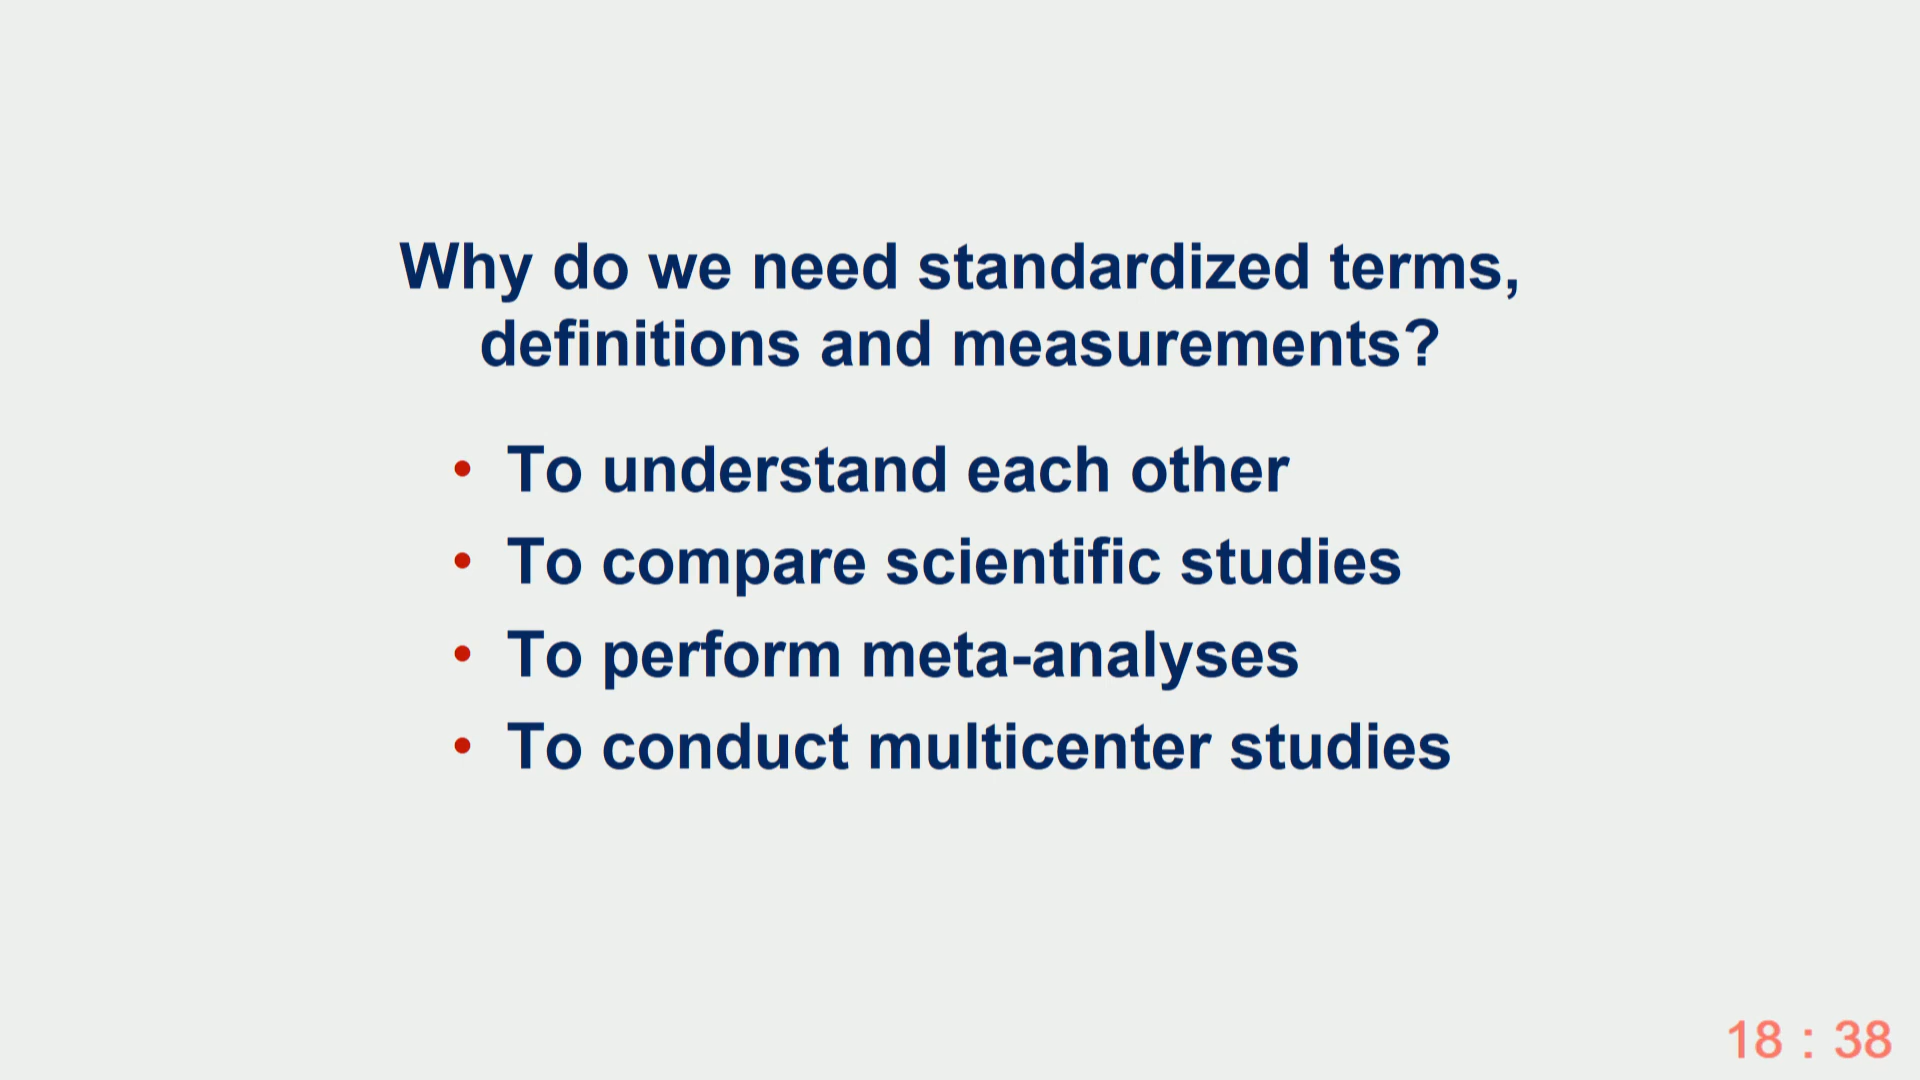 Why do we need standardized terms,
definitions and measurements?
• To understand each other
• To compare scientific studies
• To perform meta-analyses
• To conduct multicenter studies
18 : 38